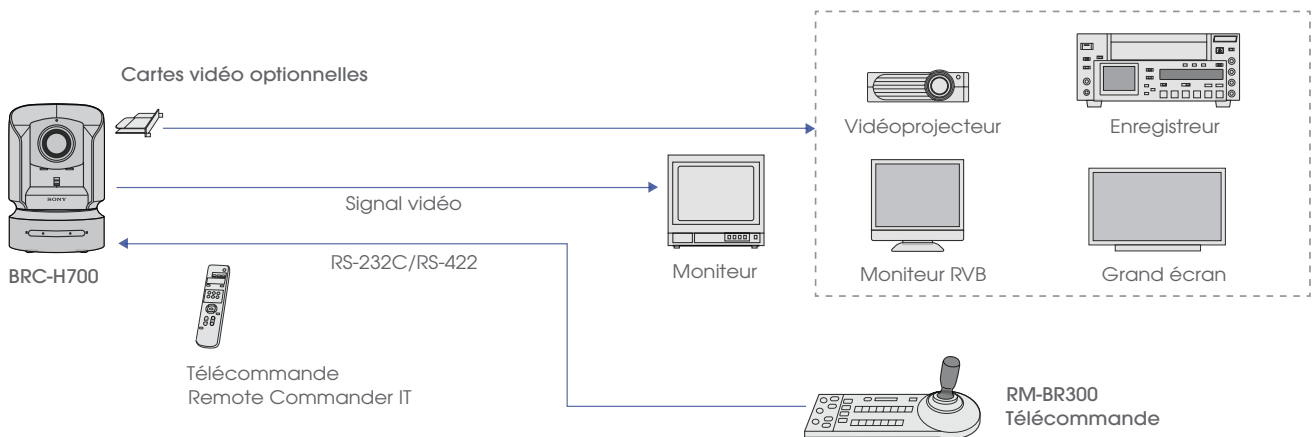 Cartes vidéo optionnelles
Vidéoprojecteur
Enregistreur
SONY
Signal vidéo
BRC-H700
RS-232C/RS-422
Moniteur
Moniteur RVB
Grand écran
Télécommande
Remote Commander IT
RM-BR300
Télécommande